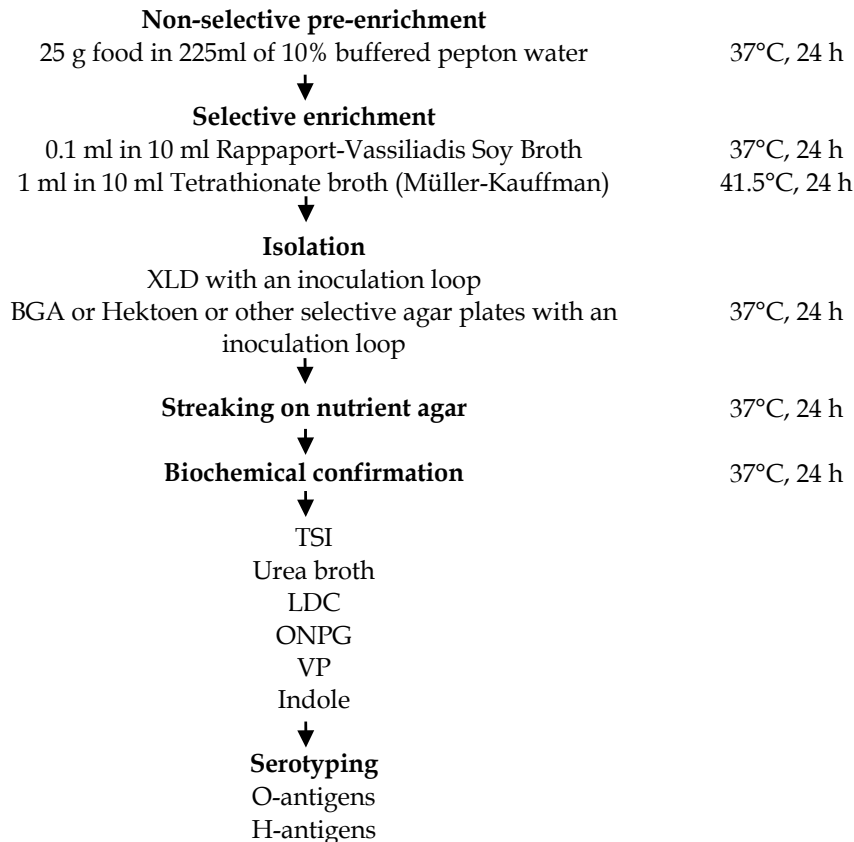 Non-selective pre-enrichment
25 g food in 225ml of 10% buffered pepton water 37°C, 24 h
Selective enrichment
0.1 ml in 10 ml Rappaport-Vassiliadis Soy Broth 37°C, 24 h
1 ml in 10 ml Tetrathionate broth (Müller-Kauffman) 41.5°C, 24 h
Isolation
XLD with an inoculation loop
BGA or Hektoen or other selective agar plates with an 37°C, 24 h
inoculation loop
Streaking on nutrient agar 37°C, 24 h
Biochemical confirmation 37°C, 24 h
TSI
Urea broth
LDC
ONPG
VP
Indole
Serotyping
O-antigens
H-antigens